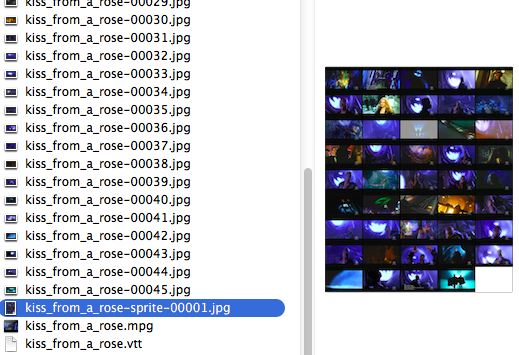 kiss_from_a_rose-00029.jpg
kiss_from_a_rose-00030.jpg
kiss_from_a_rose-00031.jpg
kiss_from_a_rose-00032.jpg
kiss_from_a_rose-00033.jpg
kiss_from_a_rose-00034.jpg
kiss_from_a_rose-00035.jpg
kiss_from_a_rose-00036.jpg
kiss_from_a_rose-00037.jpg
kiss_from_a_rose-00038.jpg
kiss_from_a_rose-00039.jpg
kiss_from_a_rose-00040.jpg
kiss_from_a_rose-00041.jpg
kiss_from_a_rose-00042.jpg
kiss_from_a_rose-00043.jpg
kiss_from_a_rose-00044.jpg
kiss_from_a_rose-00045.jpg
kiss_from_a_rose-sprite-00001.jpg
kiss_from_a_rose.mpg
kiss_from_a_rose.vtt